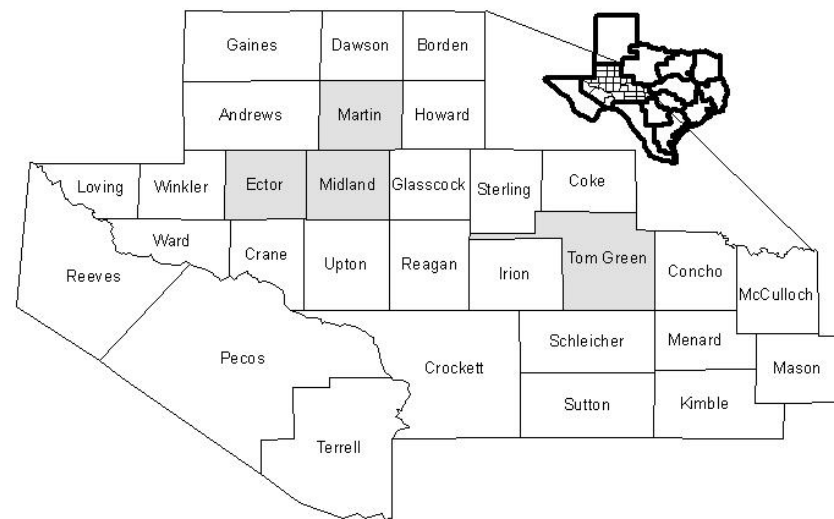 Gaines
Dawson
Borden
Andrews
Martin
Howard
Loving
Winkler
Ector
Midland
Glasscock
Sterling
Coke
Reeves
Ward
Crane
Upton
Reagan
Irion
Tom Green
Concho
McCulloch
Pecos
Crockett
Schleicher
Menard
Mason
Terrell
Sutton
Kimble